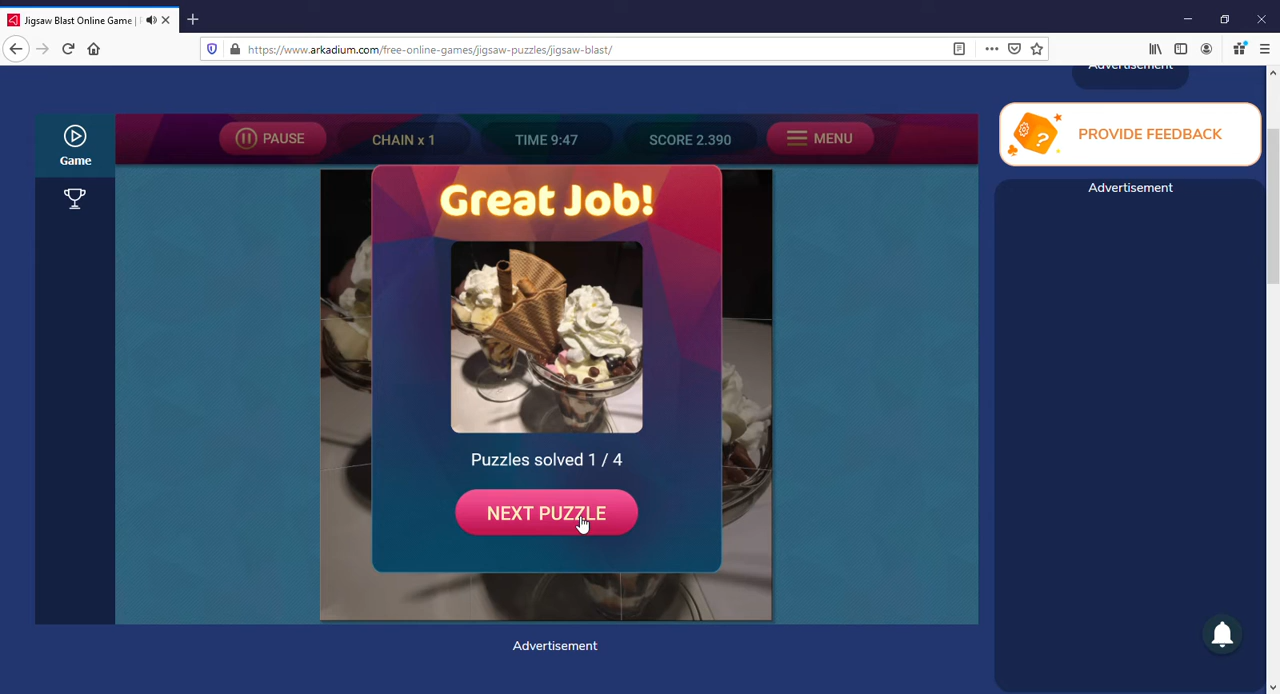 Jigsaw Blast Online Game |
https://www.arkadium.com/free-online-games/jigsaw-puzzles/jigsaw-blast/
Advertisement
PAUSE CHAIN x 1 TIME 9:47 SCORE 2.390 MENU
PROVIDE FEEDBACK
Game
Advertisement
Great Job!
Puzzles solved 1 / 4
NEXT PUZZLE
Advertisement